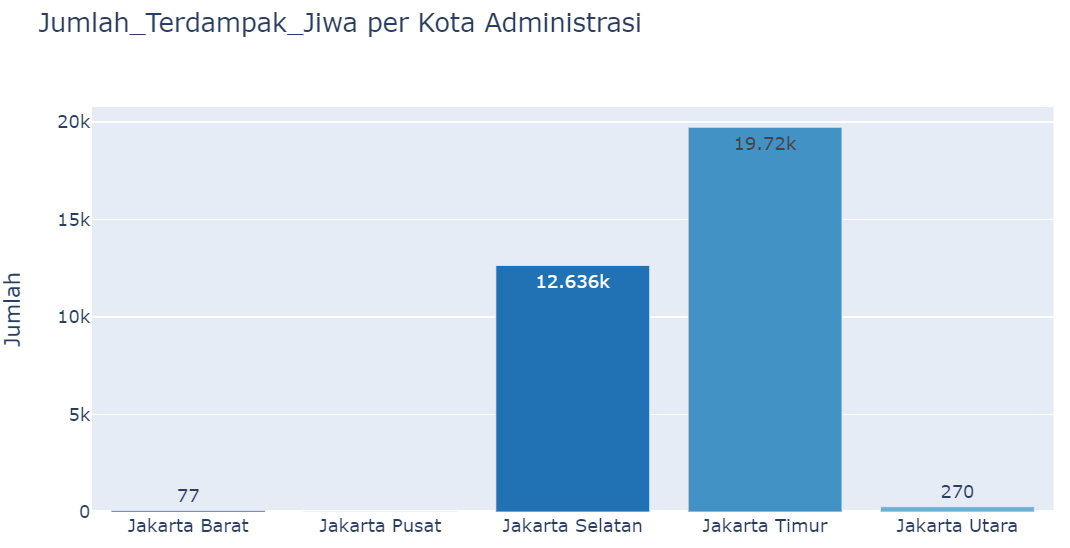 Jumlah_Terdampak_Jiwa per Kota Administrasi
Jumlah
20k
15k
10k
5k
0
77
12.636k
19.72k
270
Jakarta Barat
Jakarta Pusat
Jakarta Selatan
Jakarta Timur
Jakarta Utara